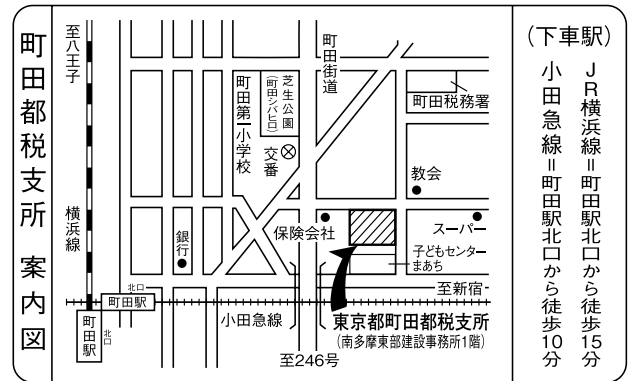 町田都税支所 案内図
至八王子
横浜線
町田街道
芝生公園
(町田シバヒロ)
町田第一小学校
交番
町田税務署
教会
保険会社
スーパー
銀行
子どもセンター
まあち
北口
町田駅
町田駅
北口
小田急線
至新宿
東京都町田都税支所
(南多摩東部建設事務所1階)
至246号
(下車駅)
JR横浜線=町田駅北口から徒歩15分
小田急線=町田駅北口から徒歩10分